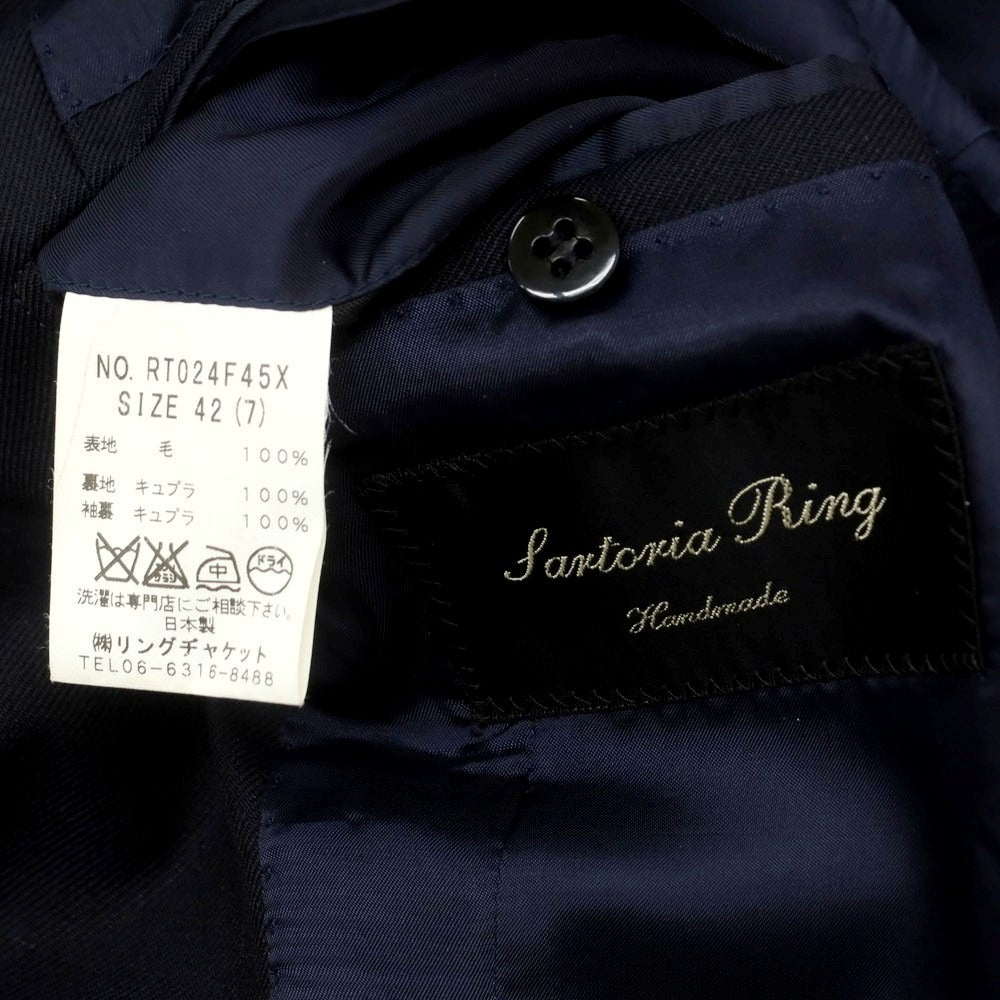 NO. RT024F45X
SIZE 42 (7)
表地 毛 100%
裏地 キュプラ 100%
袖裏 キュプラ 100%
中 ドライ
洗濯は専門店にご相談下さい。
日本製
㈱リングヂャケット
TEL06-6316-8488
Sartoria Ring
Handmade